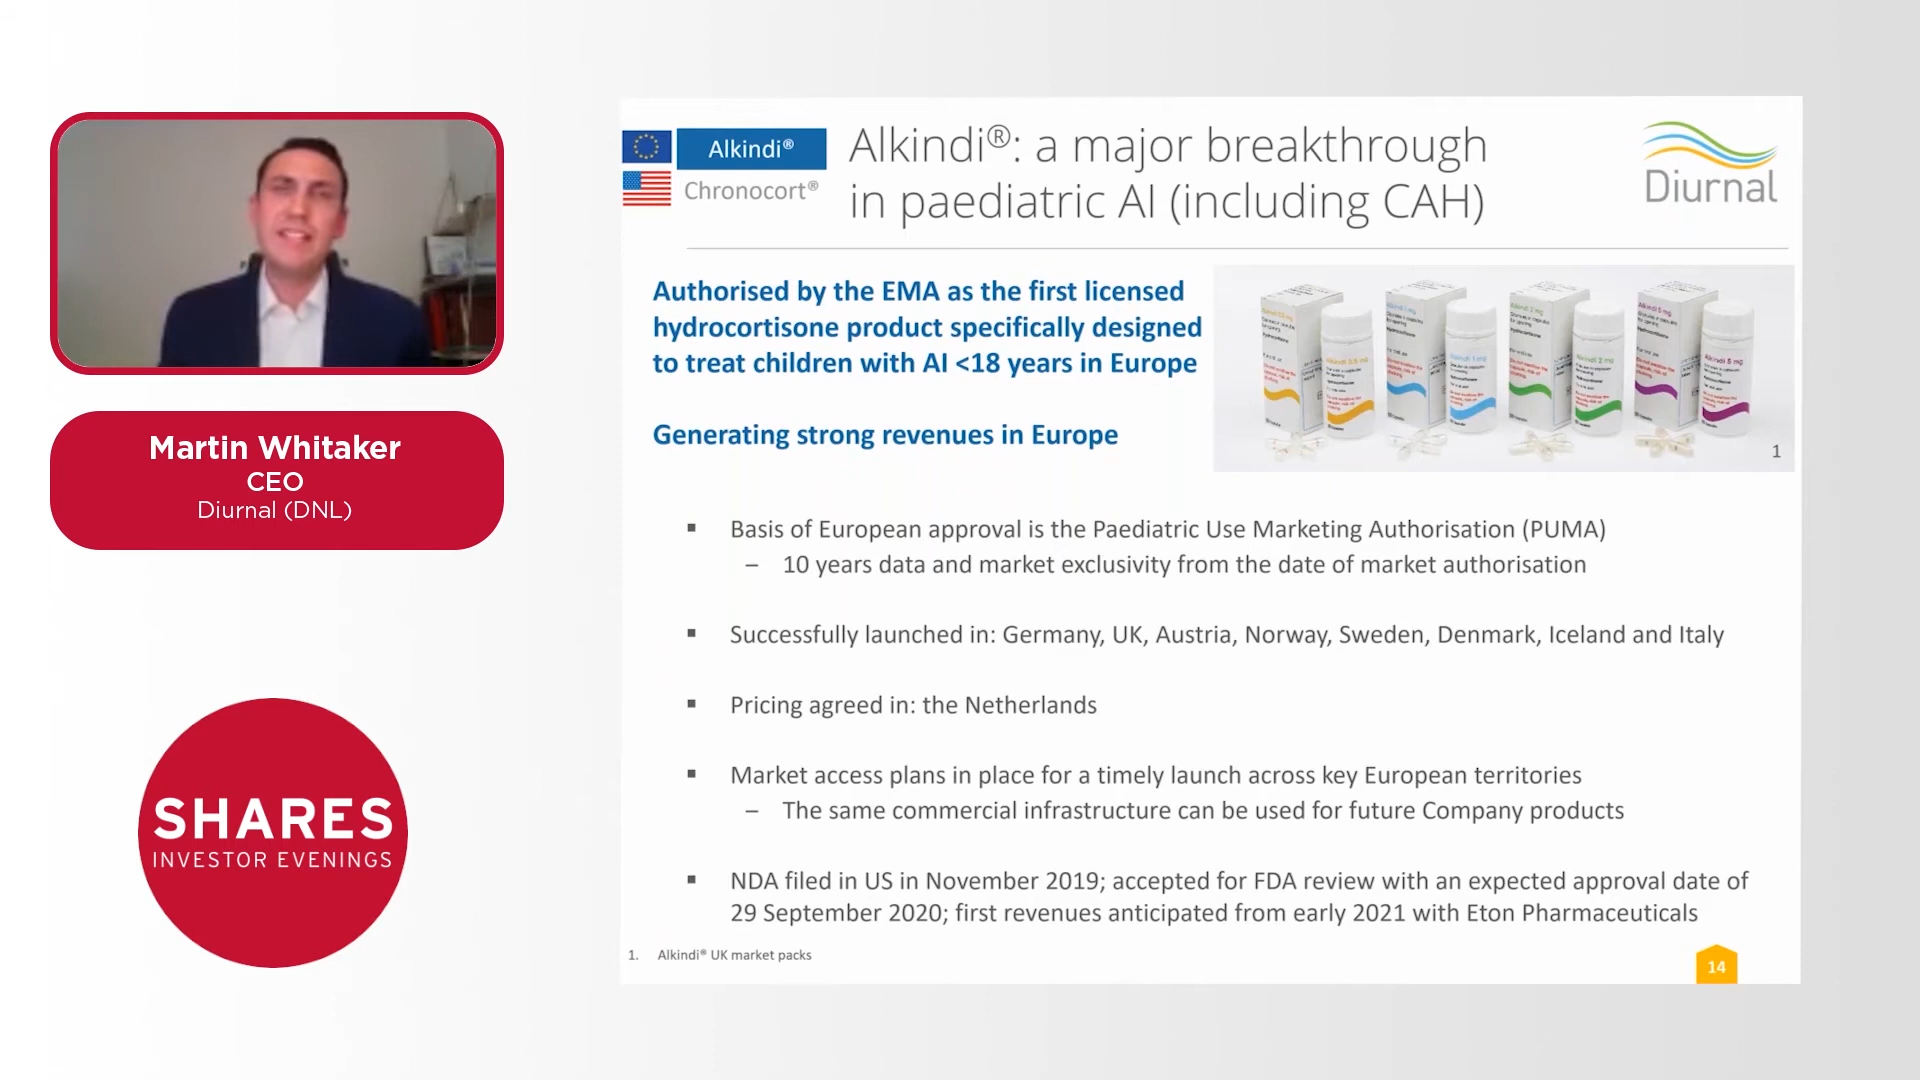 Martin Whitaker
CEO
Diurnal (DNL)
SHARES
INVESTOR EVENINGS
Alkindi®
Chronocort®
Alkindi®: a major breakthrough
in paediatric AI (including CAH)
Diurnal
Authorised by the EMA as the first licensed
hydrocortisone product specifically designed
to treat children with AI <18 years in Europe
Generating strong revenues in Europe
1
▪ Basis of European approval is the Paediatric Use Marketing Authorisation (PUMA)
– 10 years data and market exclusivity from the date of market authorisation
▪ Successfully launched in: Germany, UK, Austria, Norway, Sweden, Denmark, Iceland and Italy
▪ Pricing agreed in: the Netherlands
▪ Market access plans in place for a timely launch across key European territories
– The same commercial infrastructure can be used for future Company products
▪ NDA filed in US in November 2019; accepted for FDA review with an expected approval date of
29 September 2020; first revenues anticipated from early 2021 with Eton Pharmaceuticals
1. Alkindi® UK market packs
14